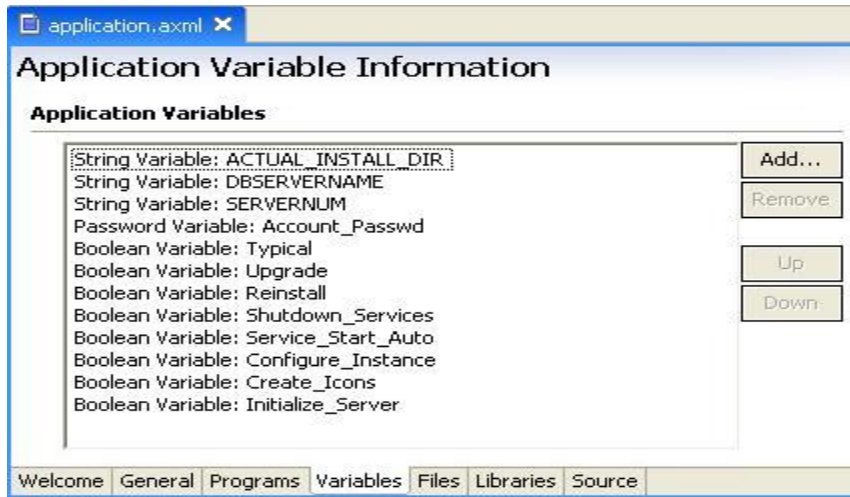 application.axml
Application Variable Information
Application Variables
String Variable: ACTUAL_INSTALL_DIR
String Variable: DBSERVERNAME
String Variable: SERVERNUM
Password Variable: Account_Passwd
Boolean Variable: Typical
Boolean Variable: Upgrade
Boolean Variable: Reinstall
Boolean Variable: Shutdown_Services
Boolean Variable: Service_Start_Auto
Boolean Variable: Configure_Instance
Boolean Variable: Create_Icons
Boolean Variable: Initialize_Server
Add...
Remove
Up
Down
Welcome General Programs Variables Files Libraries Source